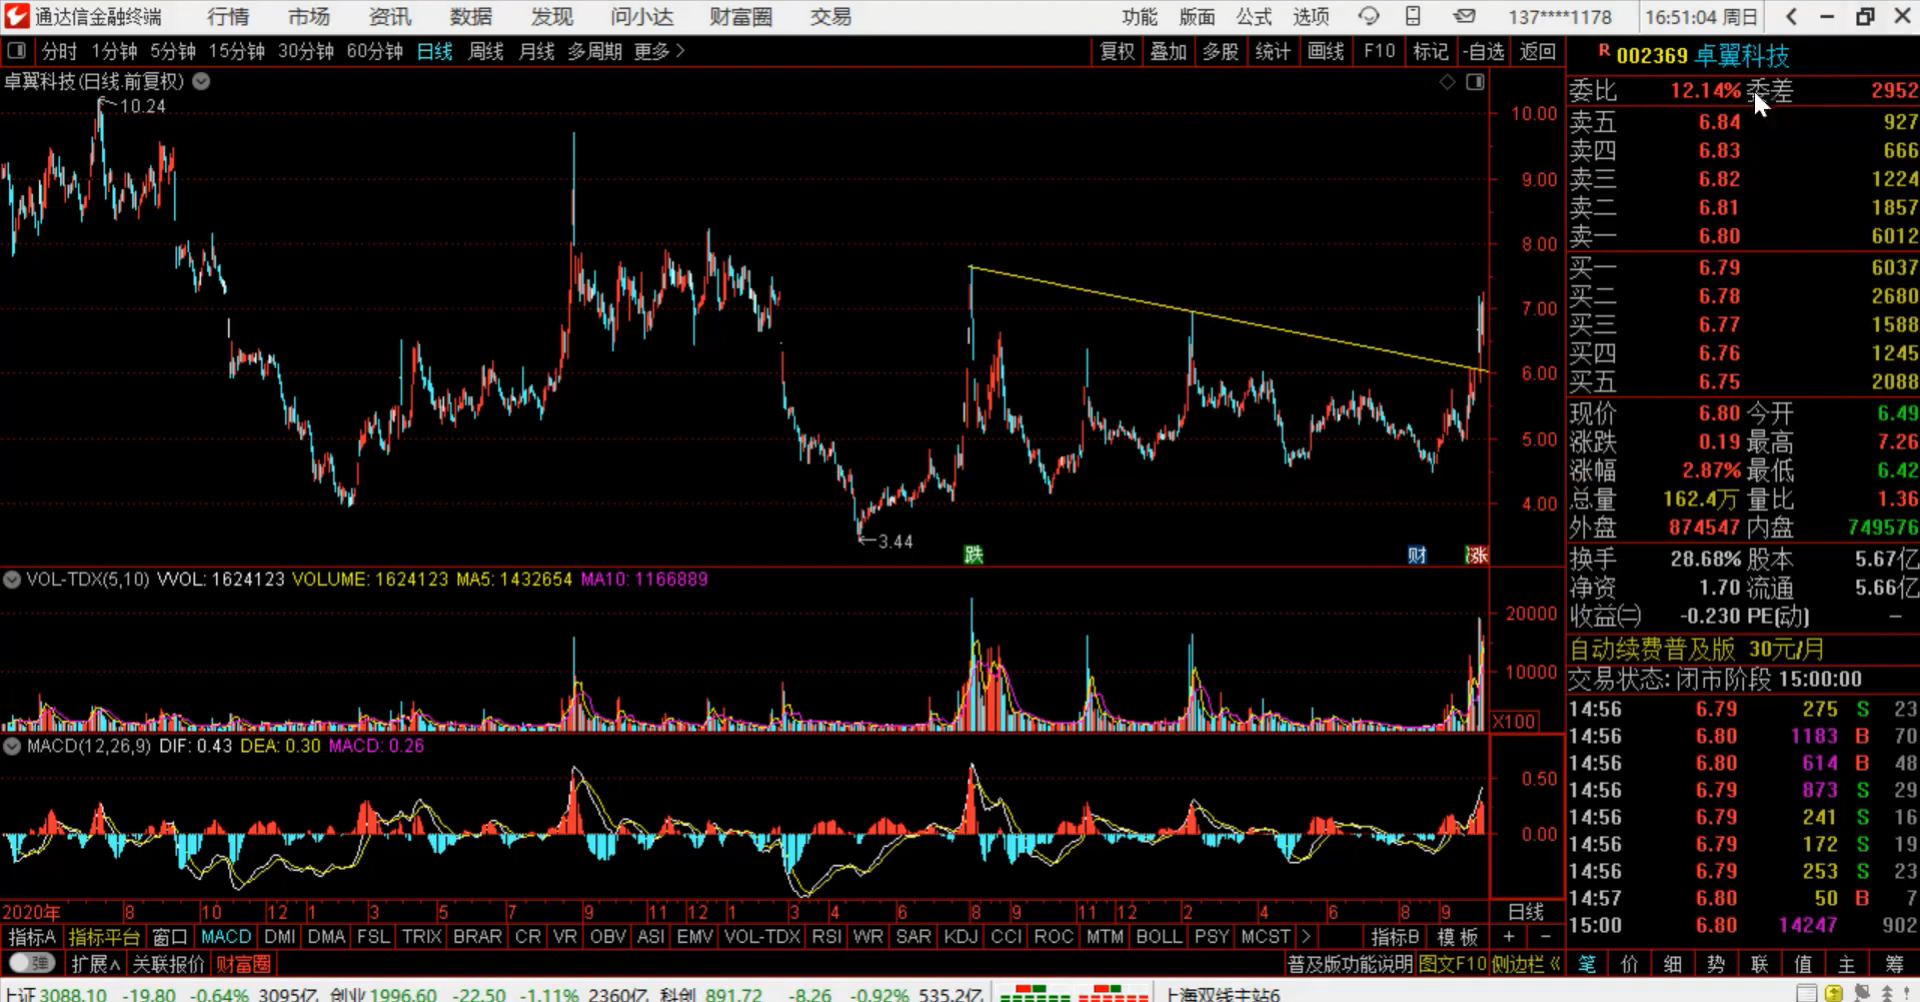 通达信金融终端 行情 市场 资讯 数据 发现 问小达 财富圈 交易 功能 版面 公式 选项 137****1178 16:51:04 周日
分时 1分钟 5分钟 15分钟 30分钟 60分钟 日线 周线 月线 多周期 更多 复权 叠加 多股 统计 画线 F10 标记 -自选 返回
R 002369 卓翼科技
卓翼科技(日线.前复权)
10.24
10.00
9.00
8.00
7.00
6.00
5.00
4.00
3.44
跌 财 涨
委比 12.14% 委差 2952
卖五 6.84 927
卖四 6.83 666
卖三 6.82 1224
卖二 6.81 1857
卖一 6.80 6012
买一 6.79 6037
买二 6.78 2680
买三 6.77 1588
买四 6.76 1245
买五 6.75 2088
现价 6.80 今开 6.49
涨跌 0.19 最高 7.26
涨幅 2.87% 最低 6.42
总量 162.4万 量比 1.36
外盘 874547 内盘 749576
换手 28.68% 股本 5.67亿
净资 1.70 流通 5.66亿
收益㈡ -0.230 PE(动) —
自动续费普及版 30元/月
交易状态: 闭市阶段 15:00:00
14:56 6.79 275 S 23
14:56 6.80 1183 B 70
14:56 6.80 614 B 48
14:56 6.79 873 S 29
14:56 6.79 241 S 16
14:56 6.79 172 S 19
14:56 6.79 253 S 23
14:57 6.80 50 B 7
15:00 6.80 14247 902
VOL-TDX(5,10) VVOL: 1624123 VOLUME: 1624123 MA5: 1432654 MA10: 1166889
20000
10000
X100
MACD(12,26,9) DIF: 0.43 DEA: 0.30 MACD: 0.26
0.50
0.00
2020年 8 10 12 1 3 5 7 9 11 12 1 3 4 6 8 9 11 12 2 4 6 8 9 日线
指标A 指标平台 窗口 MACD DMI DMA FSL TRIX BRAR CR VR OBV ASI EMV VOL-TDX RSI WR SAR KDJ CCI ROC MTM BOLL PSY MCST 指标B 模板 + -
弹 扩展∧ 关联报价 财富圈 普及版功能说明 图文F10 侧边栏《 笔 价 细 势 联 值 主 筹
上证 3088.10 -19.80 -0.64% 3095亿 创业 1996.60 -22.50 -1.11% 2360亿 科创 891.72 -8.26 -0.92% 535.2亿 上海双线主站6